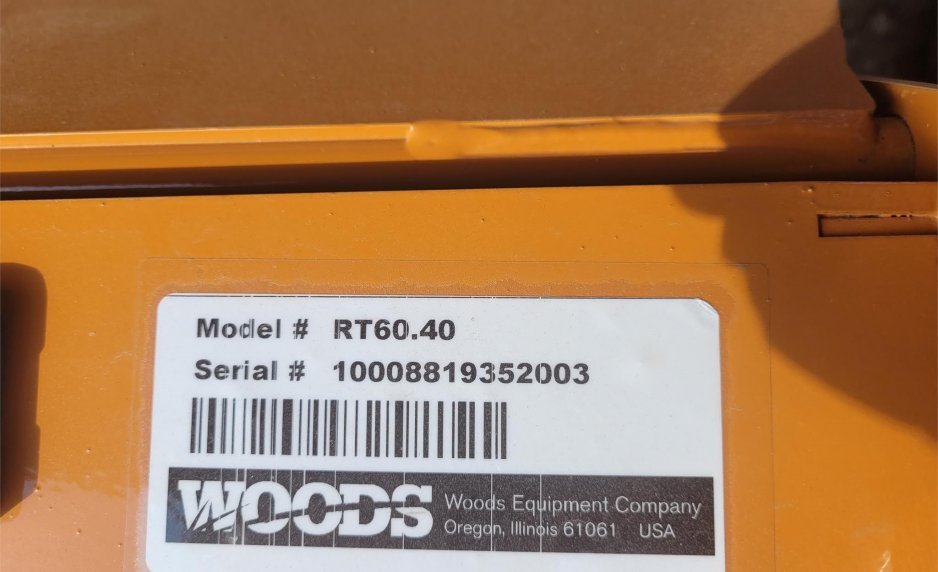 Model # RT60.40
Serial # 10008819352003
WOODS
Woods Equipment Company
Oregon, Illinois 61061 USA